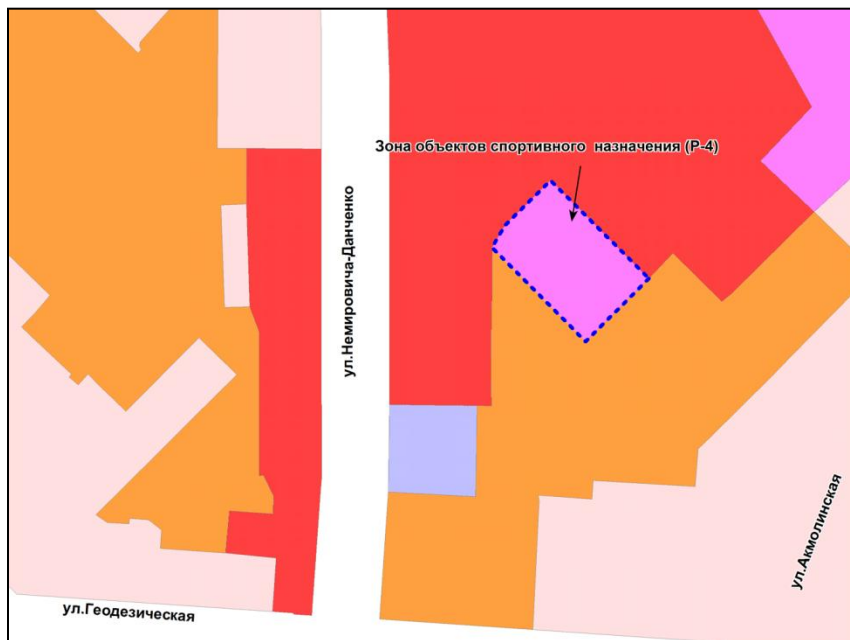 Зона объектов спортивного назначения (Р-4)
ул.Немировича-Данченко
ул.Акмолинская
ул.Геодезическая